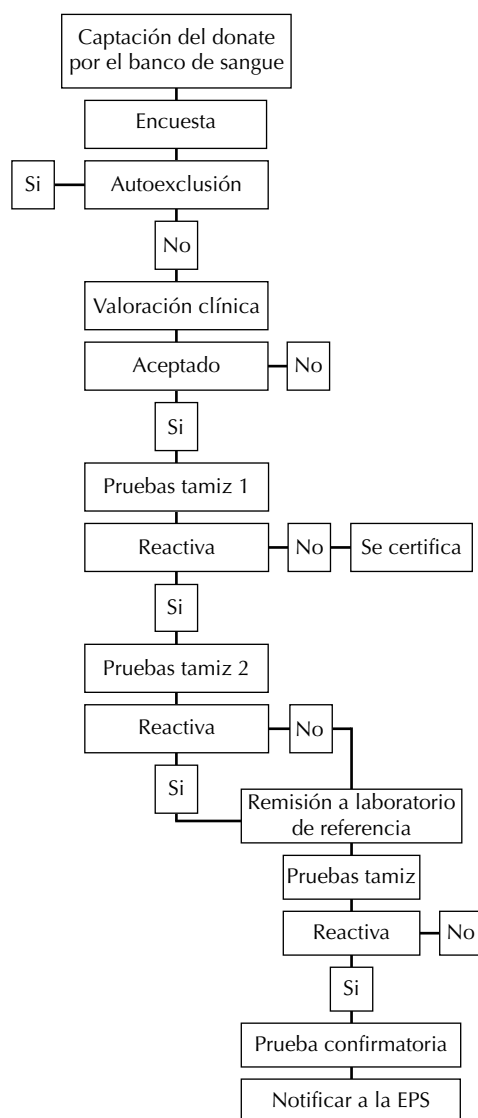 Captación del donate
por el banco de sangue
Encuesta
Si
Autoexclusión
No
Valoración clínica
Aceptado
No
Si
Pruebas tamiz 1
Reactiva
No
Se certifica
Si
Pruebas tamiz 2
Reactiva
No
Si
Remisión a laboratorio
de referencia
Pruebas tamiz
Reactiva
No
Si
Prueba confirmatoria
Notificar a la EPS